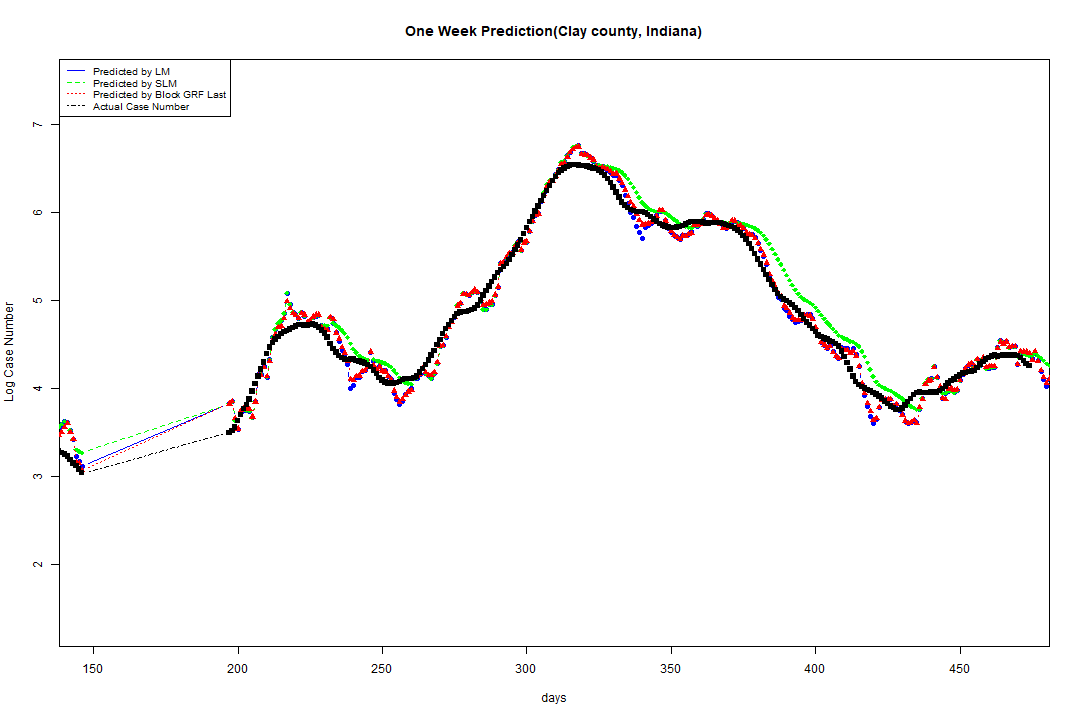 One Week Prediction(Clay county, Indiana)
Predicted by LM
Predicted by SLM
Predicted by Block GRF Last
Actual Case Number
7
6
5
4
3
2
Log Case Number
150 200 250 300 350 400 450
days